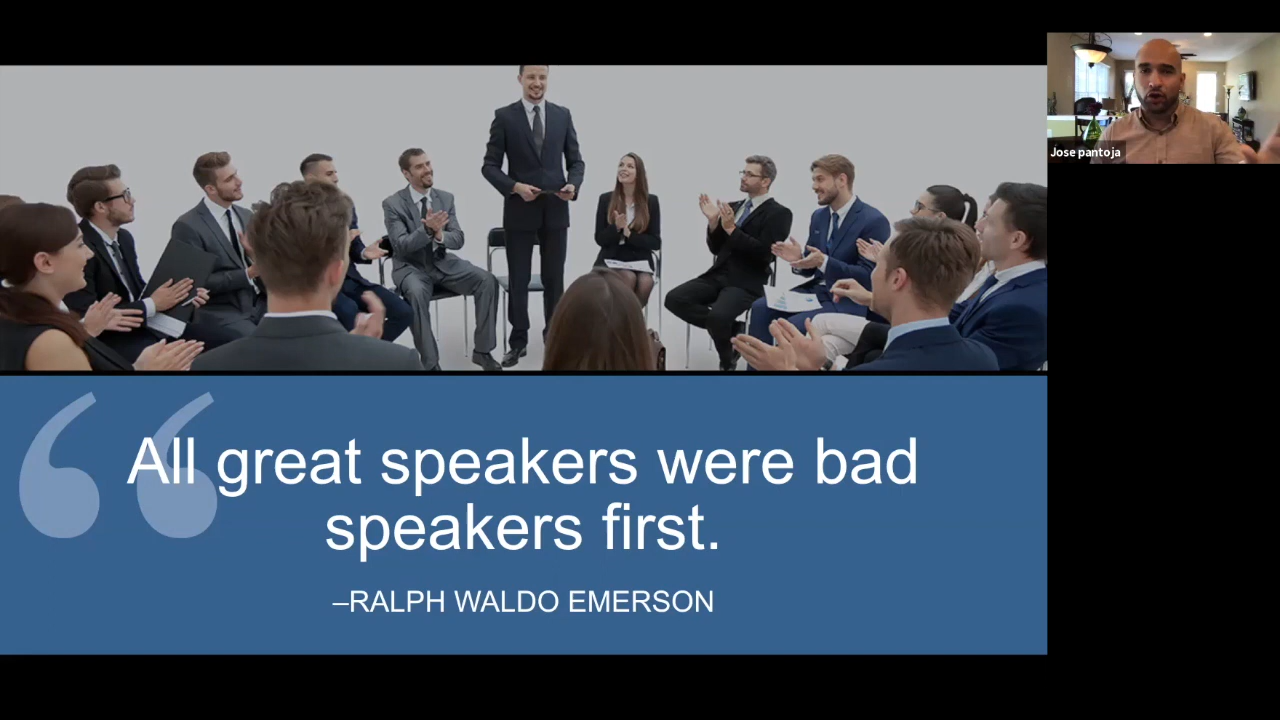 Jose pantoja
All great speakers were bad
speakers first.
–RALPH WALDO EMERSON